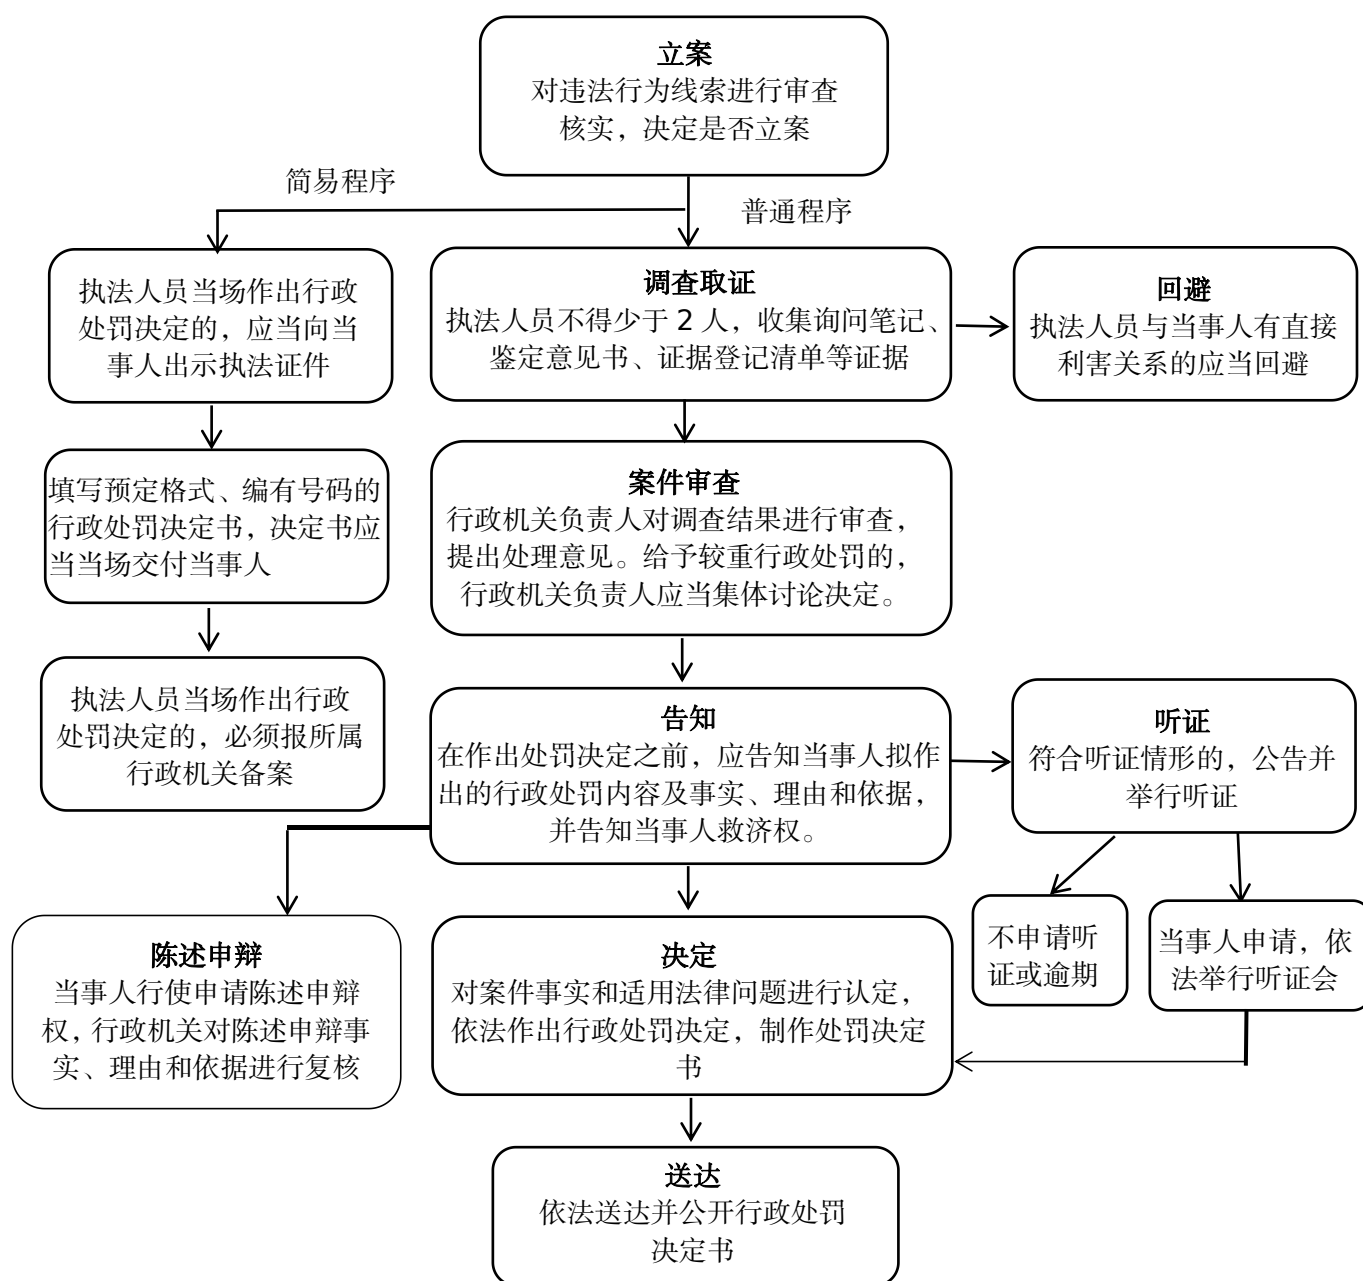 立案
对违法行为线索进行审查
核实，决定是否立案
简易程序
普通程序
执法人员当场作出行政
处罚决定的，应当向当
事人出示执法证件
调查取证
执法人员不得少于 2 人，收集询问笔记、
鉴定意见书、证据登记清单等证据
回避
执法人员与当事人有直接
利害关系的应当回避
填写预定格式、编有号码的
行政处罚决定书，决定书应
当当场交付当事人
案件审查
行政机关负责人对调查结果进行审查，
提出处理意见。给予较重行政处罚的，
行政机关负责人应当集体讨论决定。
执法人员当场作出行政
处罚决定的，必须报所属
行政机关备案
告知
在作出处罚决定之前，应告知当事人拟作
出的行政处罚内容及事实、理由和依据，
并告知当事人救济权。
听证
符合听证情形的，公告并
举行听证
不申请听
证或逾期
当事人申请，依
法举行听证会
陈述申辩
当事人行使申请陈述申辩
权，行政机关对陈述申辩事
实、理由和依据进行复核
决定
对案件事实和适用法律问题进行认定，
依法作出行政处罚决定，制作处罚决定
书
送达
依法送达并公开行政处罚
决定书